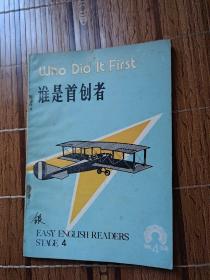 Who Did It First
谁是首创者
EASY ENGLISH READERS
STAGE 4